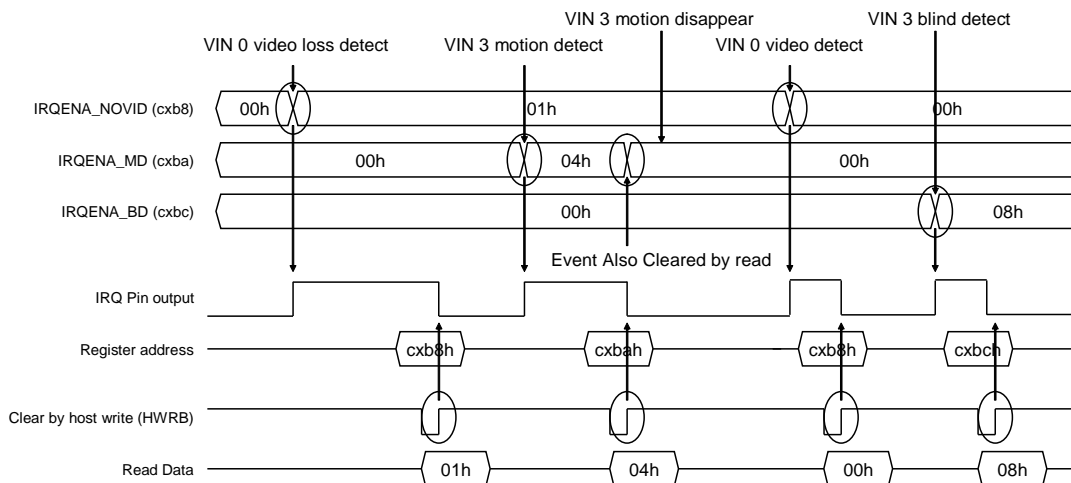 VIN 3 motion disappear
VIN 3 blind detect
VIN 0 video loss detect
VIN 3 motion detect
VIN 0 video detect
IRQENA_NOVID (cxb8)
00h
01h
00h
IRQENA_MD (cxba)
00h
04h
00h
IRQENA_BD (cxbc)
00h
08h
Event Also Cleared by read
IRQ Pin output
Register address
cxb8h
cxbah
cxb8h
cxbch
Clear by host write (HWRB)
Read Data
01h
04h
00h
08h